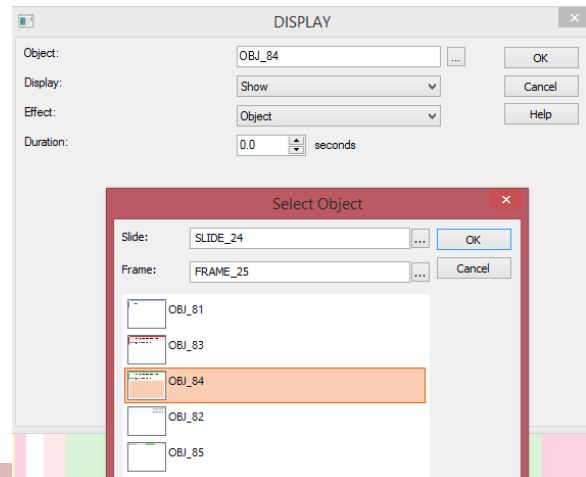 DISPLAY
Object: OBJ_84 ... OK
Display: Show Cancel
Effect: Object Help
Duration: 0.0 seconds
Select Object
Slide: SLIDE_24 ... OK
Frame: FRAME_25 ... Cancel
OBJ_81
OBJ_83
OBJ_84
OBJ_82
OBJ_85